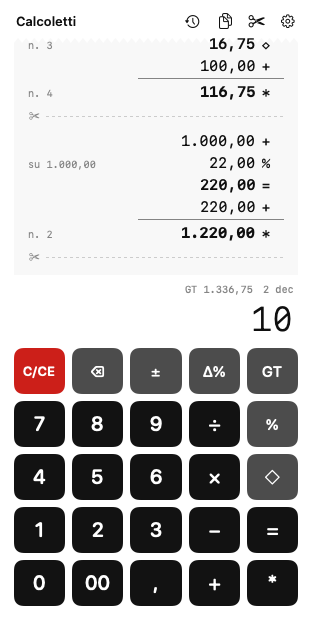 Calcoletti
n. 3 16,75 ◇
100,00 +
n. 4 116,75 *
1.000,00 +
su 1.000,00 22,00 %
220,00 =
220,00 +
n. 2 1.220,00 *
GT 1.336,75 2 dec
10
C/CE ⌫ ± Δ% GT
7 8 9 ÷ %
4 5 6 × ◇
1 2 3 − =
0 00 , + *